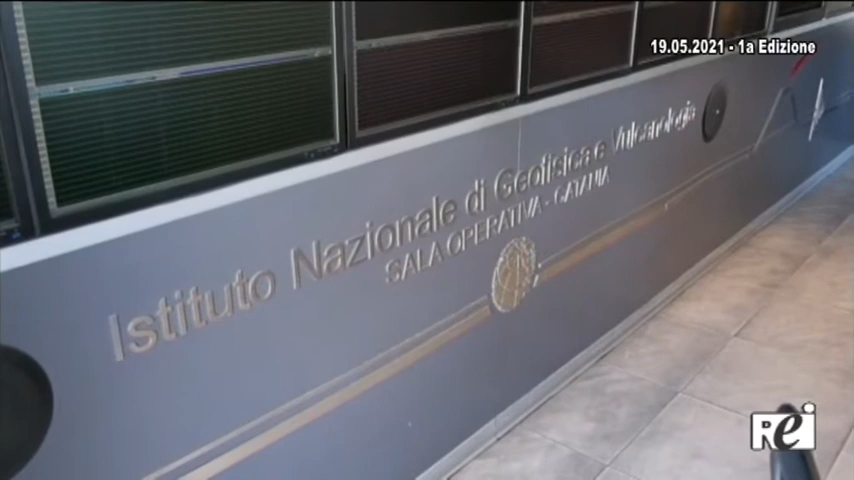 19.05.2021 - 1a Edizione
Istituto Nazionale di Geofisica e Vulcanologia
SALA OPERATIVA - CATANIA
REi